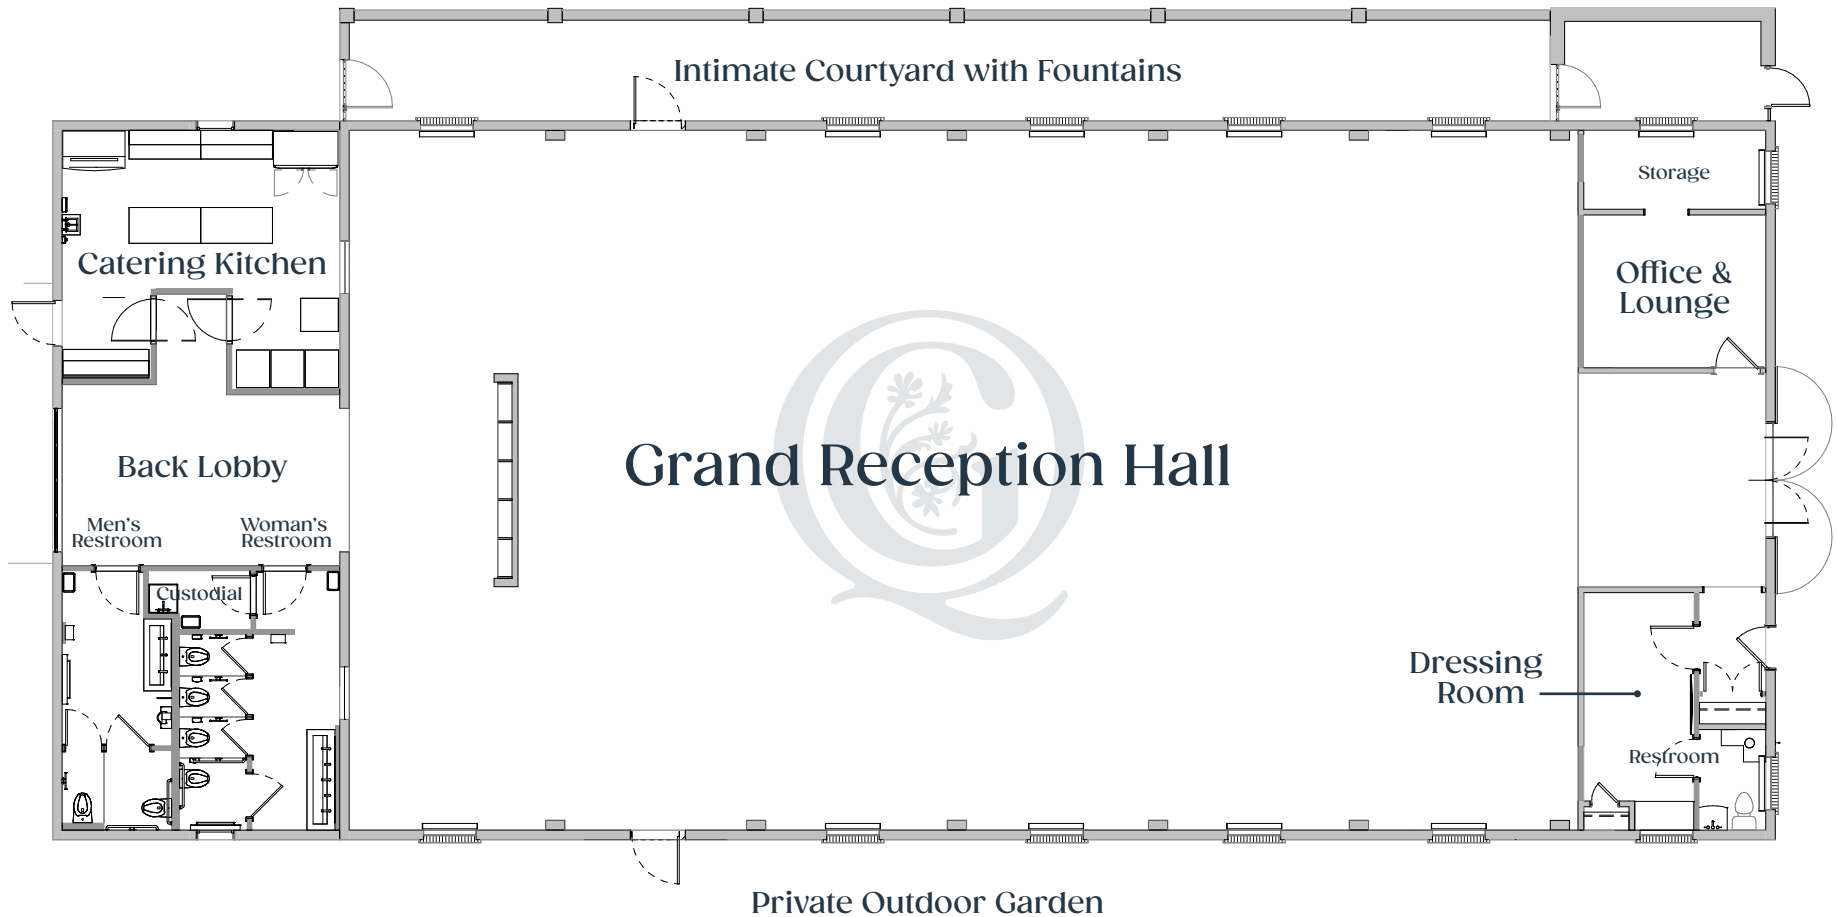 Intimate Courtyard with Fountains
Storage
Catering Kitchen
Office &
Lounge
Grand Reception Hall
Back Lobby
Men's
Restroom
Woman's
Restroom
Custodial
Dressing
Room
Restroom
Private Outdoor Garden